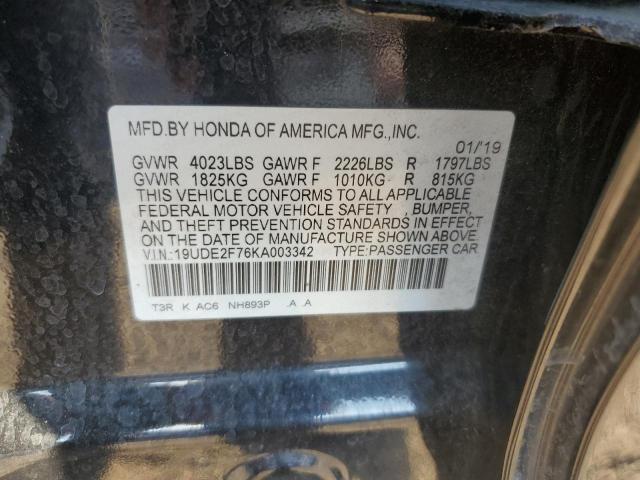 MFD.BY HONDA OF AMERICA MFG.,INC.
01/'19
GVWR 4023LBS GAWR F 2226LBS R 1797LBS
GVWR 1825KG GAWR F 1010KG R 815KG
THIS VEHICLE CONFORMS TO ALL APPLICABLE
FEDERAL MOTOR VEHICLE SAFETY , BUMPER,
AND THEFT PREVENTION STANDARDS IN EFFECT
ON THE DATE OF MANUFACTURE SHOWN ABOVE.
V.I.N.:19UDE2F76KA003342 TYPE:PASSENGER CAR
T3R K AC6 NH893P .A .A